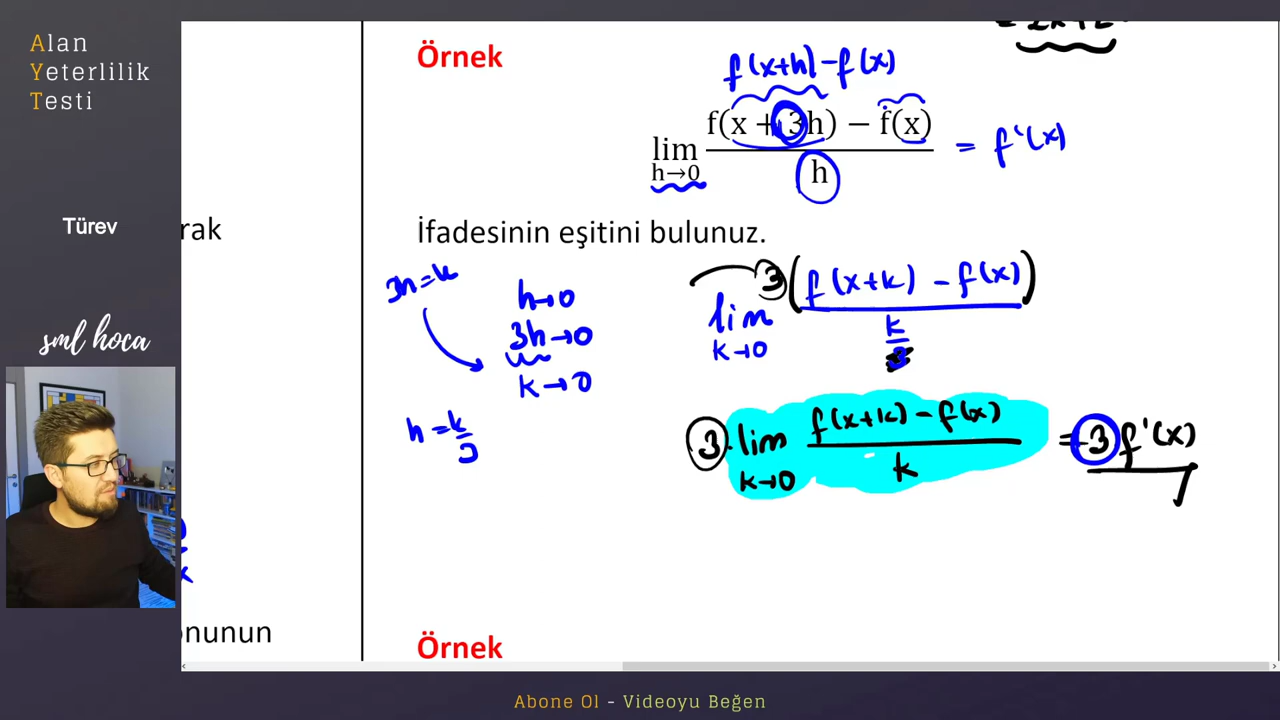 Alan
Yeterlilik
Testi
Türev
sml hoca
rak
onunun
Örnek
f(x+h)-f(x)
lim h→0 f(x + 3h) − f(x) / h = f'(x)
İfadesinin eşitini bulunuz.
3h=k
h→0
3h→0
k→0
h = k/3
lim k→0 3 (f(x+k) - f(x)) / k/3
3. lim k→0 f(x+k) - f(x) / k = 3f'(x)
Örnek
Abone Ol - Videoyu Beğen